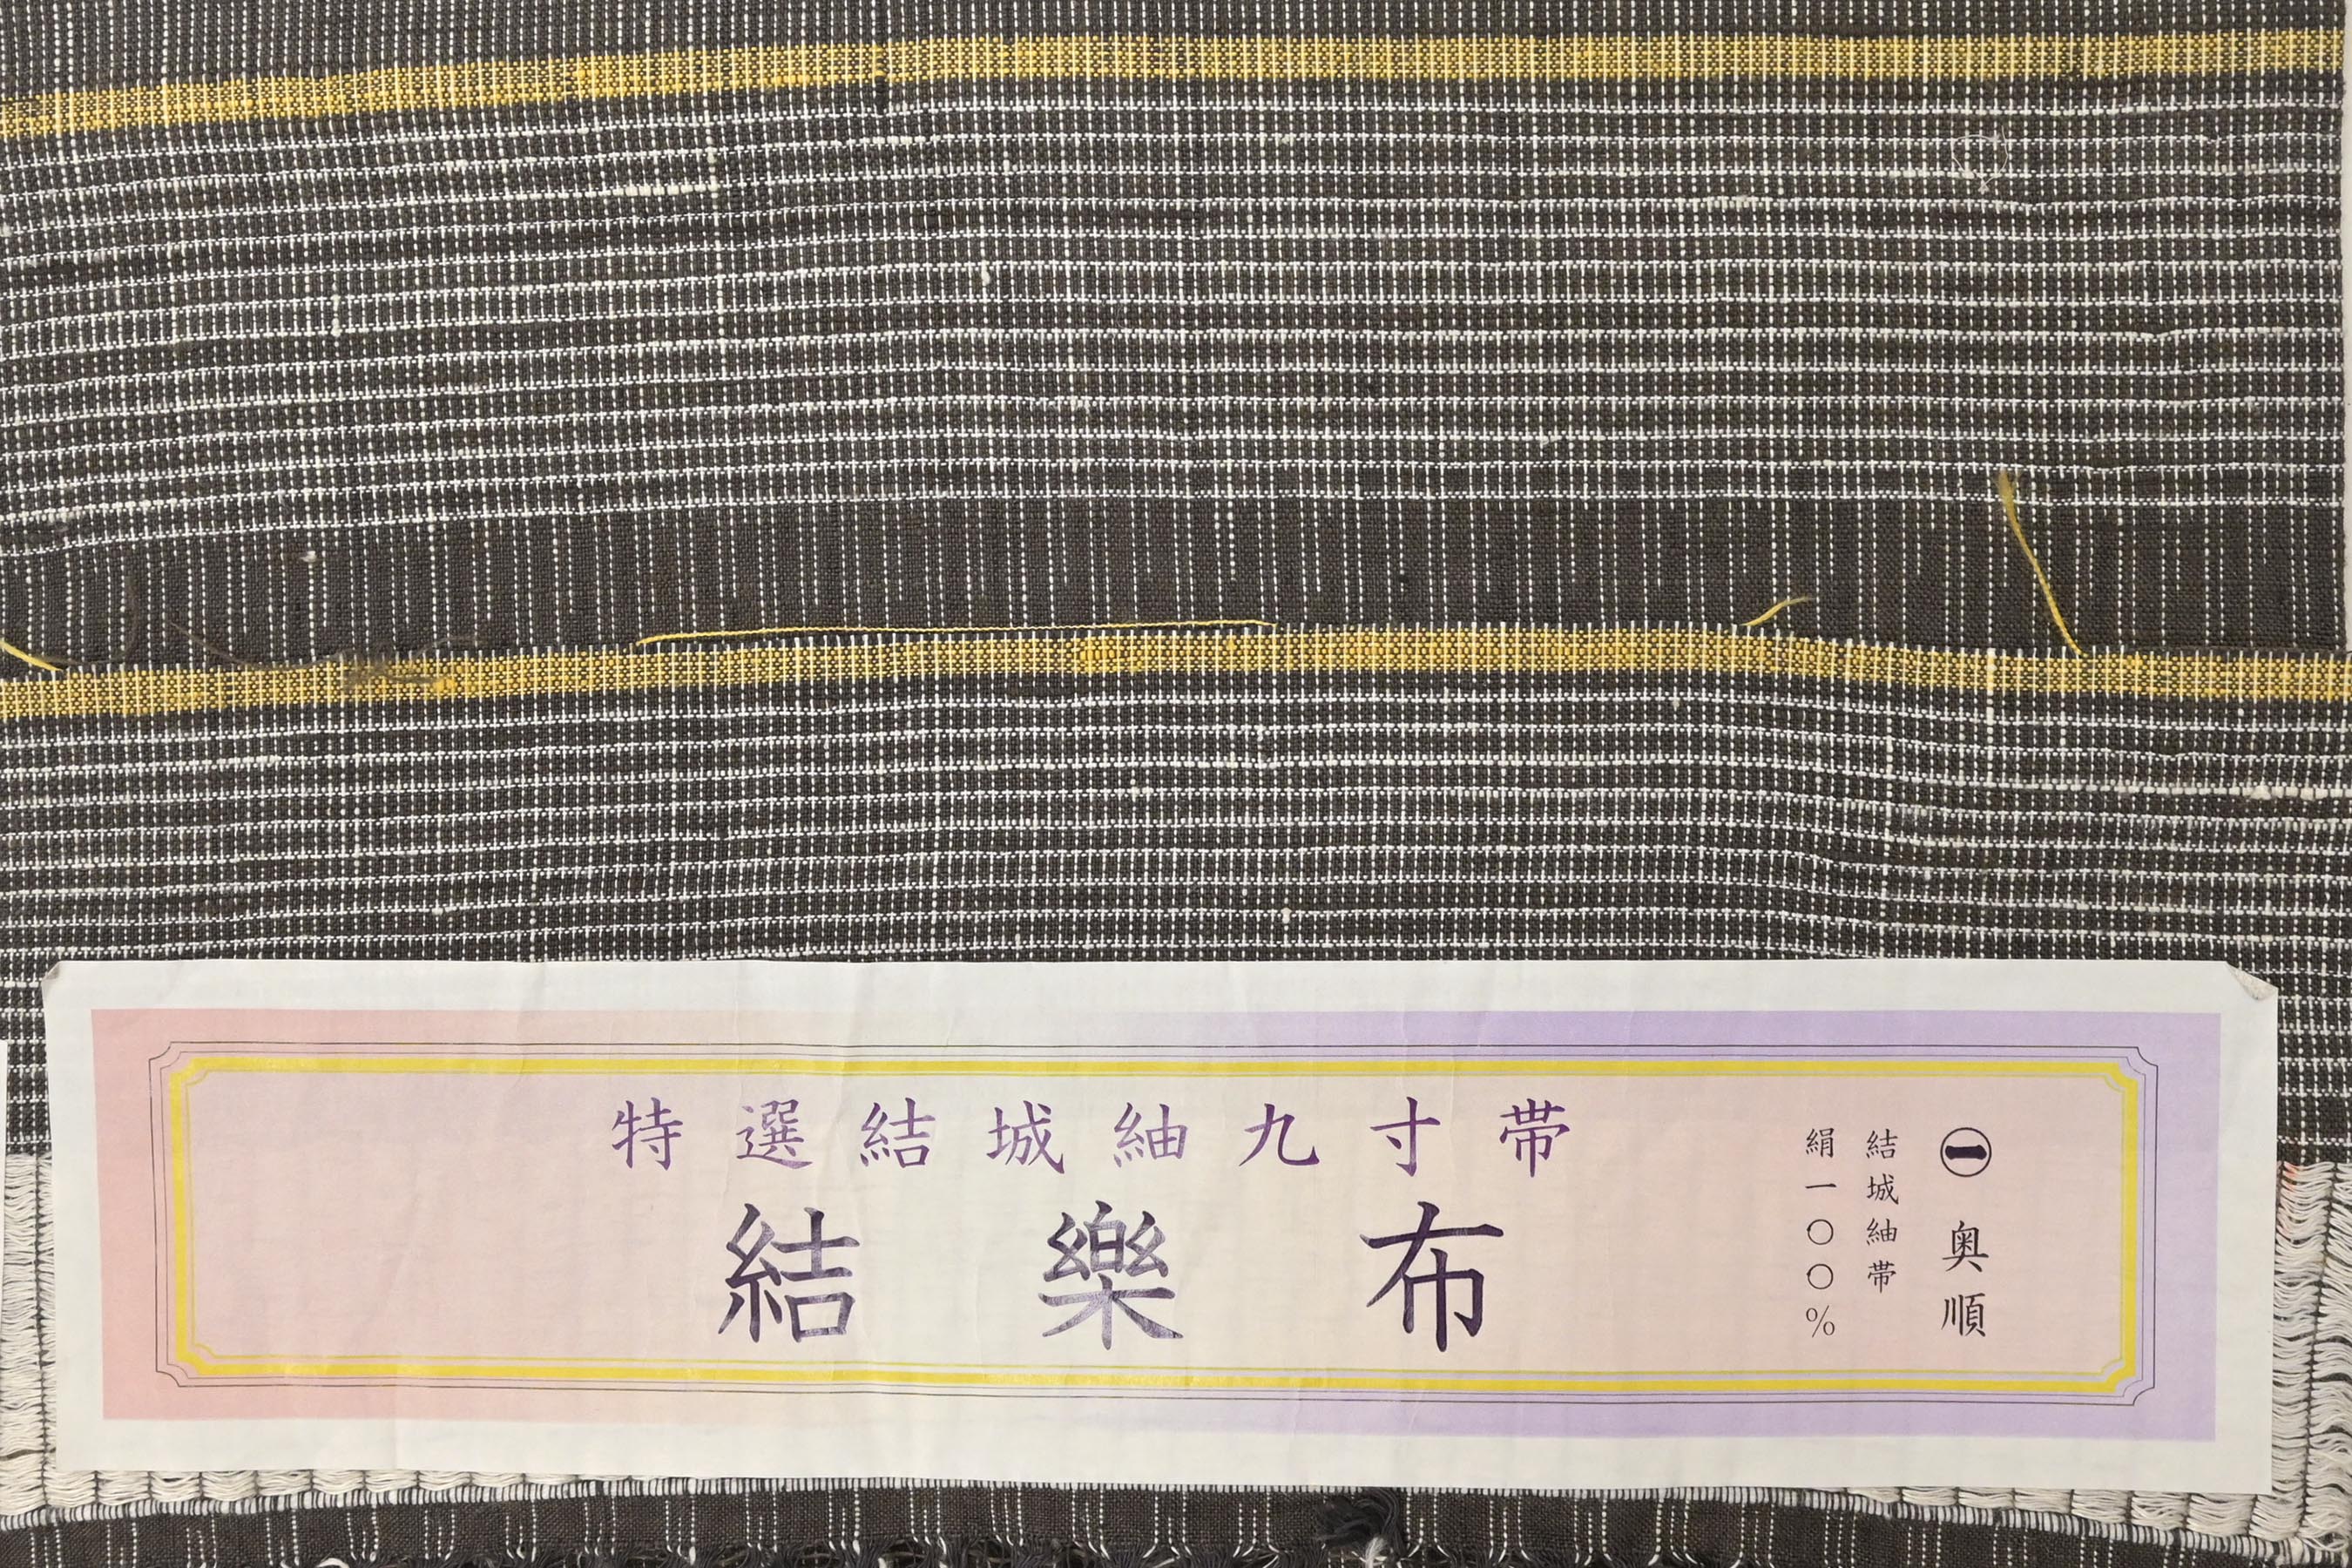 特選結城紬九寸帯
結樂布
㊀ 奥順
結城紬帯
絹一〇〇%